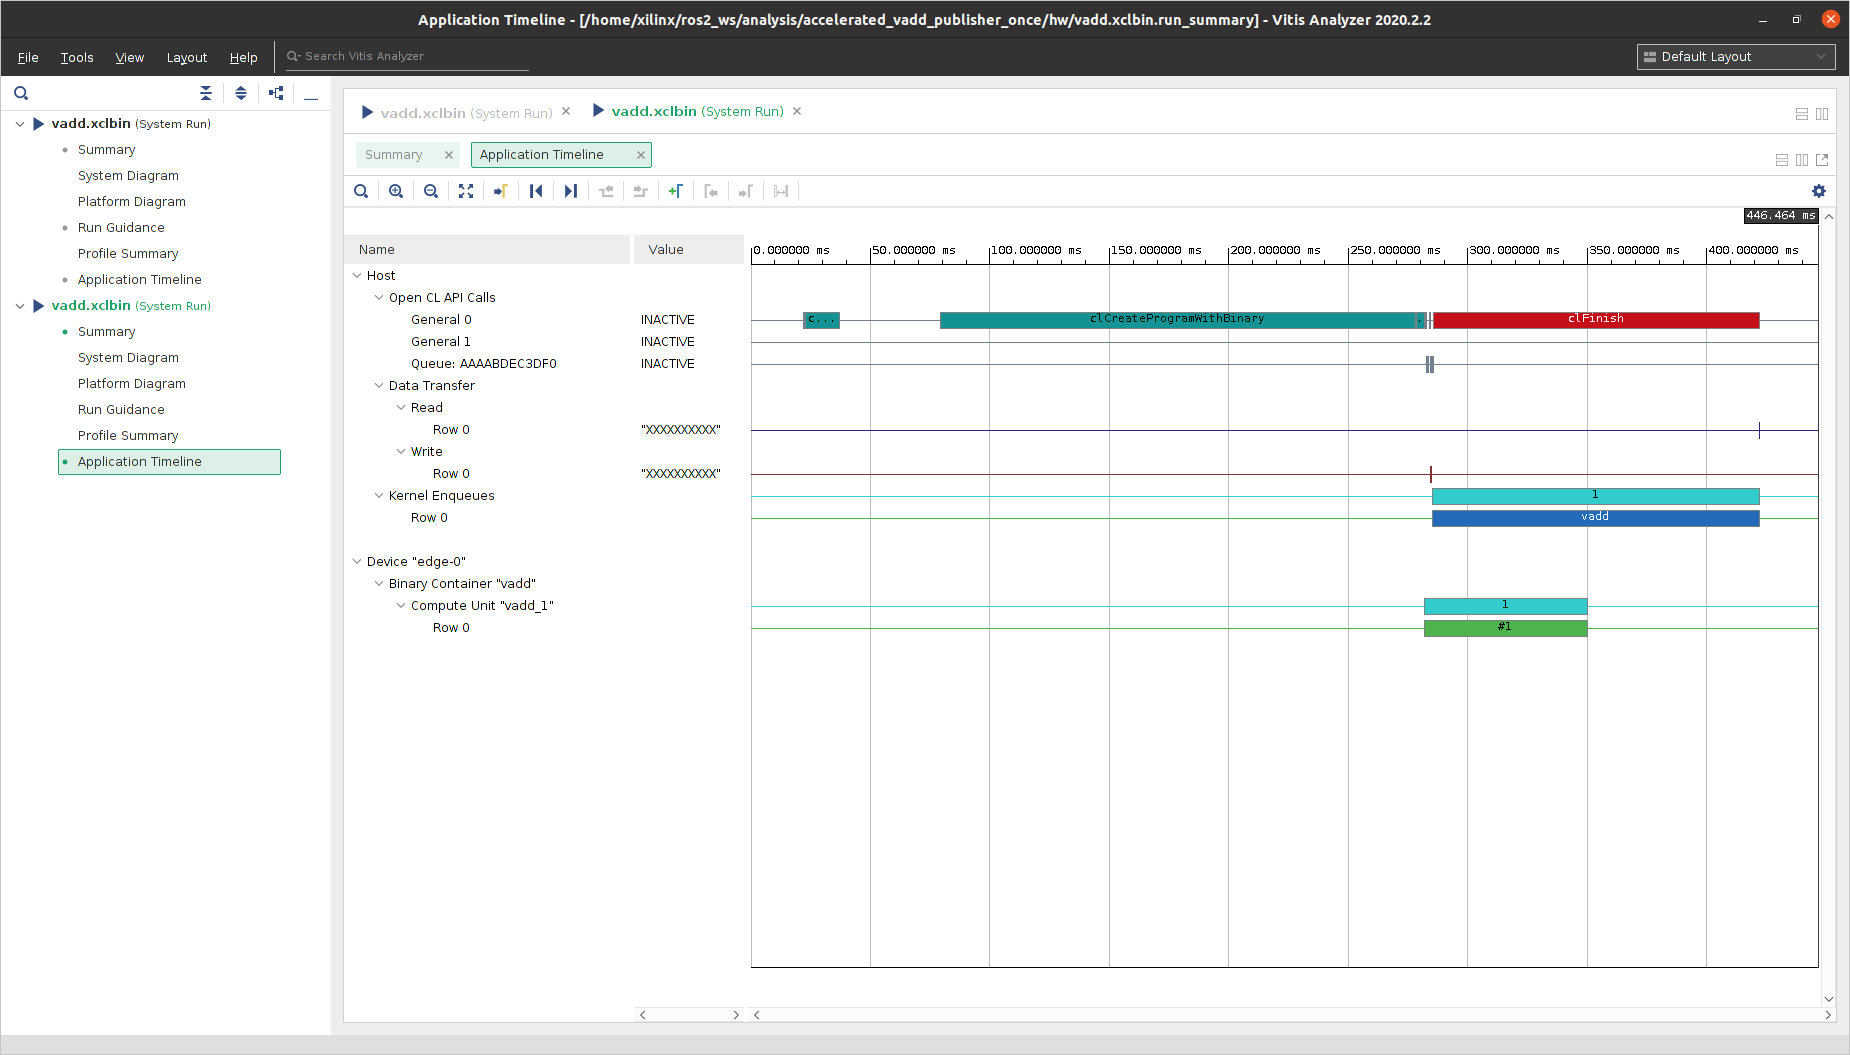 Application Timeline - [/home/xilinx/ros2_ws/analysis/accelerated_vadd_publisher_once/hw/vadd.xclbin.run_summary] - Vitis Analyzer 2020.2.2
File Tools View Layout Help Search Vitis Analyzer Default Layout
vadd.xclbin (System Run)
Summary
System Diagram
Platform Diagram
Run Guidance
Profile Summary
Application Timeline
vadd.xclbin (System Run)
Summary
System Diagram
Platform Diagram
Run Guidance
Profile Summary
Application Timeline
vadd.xclbin (System Run) vadd.xclbin (System Run)
Summary Application Timeline
446.464 ms
Name Value 0.000000 ms 50.000000 ms 100.000000 ms 150.000000 ms 200.000000 ms 250.000000 ms 300.000000 ms 350.000000 ms 400.000000 ms
Host
Open CL API Calls
General 0 INACTIVE c... clCreateProgramWithBinary . clFinish
General 1 INACTIVE
Queue: AAAABDEC3DF0 INACTIVE
Data Transfer
Read
Row 0 "XXXXXXXXXX"
Write
Row 0 "XXXXXXXXXX"
Kernel Enqueues 1
Row 0 vadd
Device "edge-0"
Binary Container "vadd"
Compute Unit "vadd_1" 1
Row 0 #1